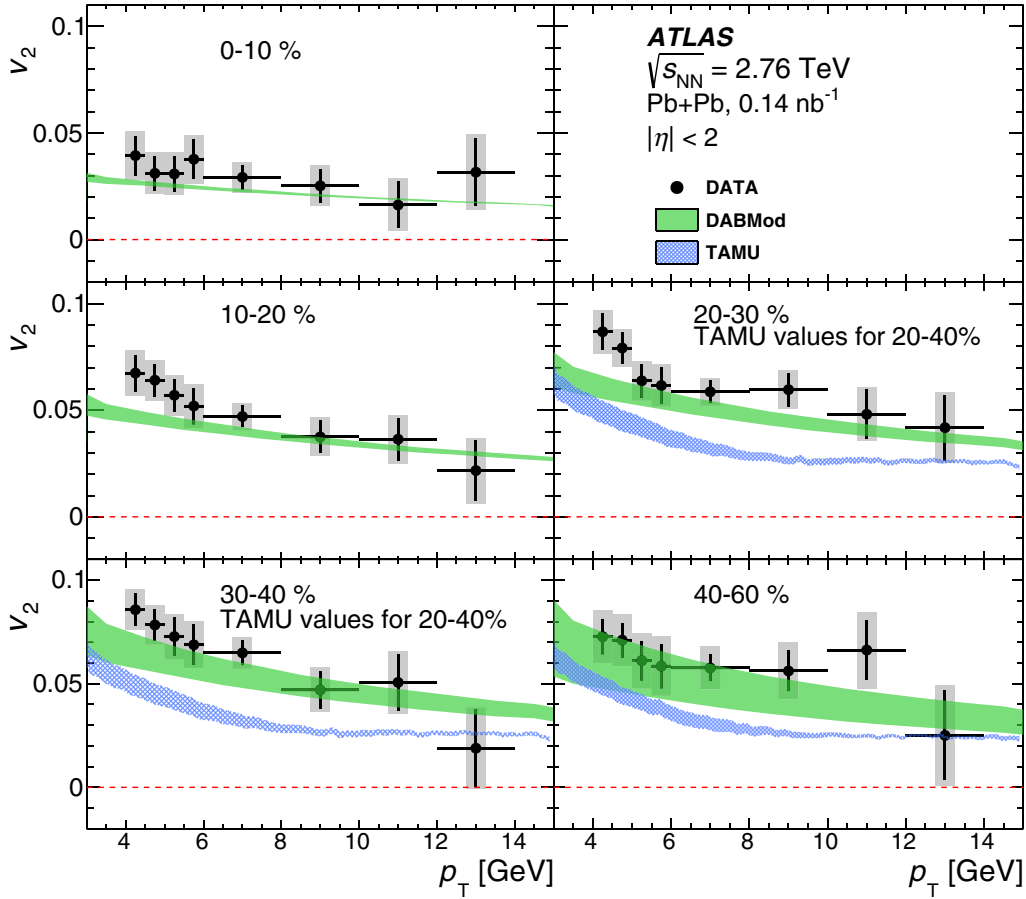 0.1
v2
0-10 %
ATLAS
√sNN = 2.76 TeV
Pb+Pb, 0.14 nb-1
|η| < 2
0.05
DATA
DABMod
TAMU
0
0.1
v2
10-20 %
20-30 %
TAMU values for 20-40%
0.05
0
0.1
v2
30-40 %
TAMU values for 20-40%
40-60 %
0.05
0
4 6 8 10 12 14 4 6 8 10 12 14
pT [GeV] pT [GeV]